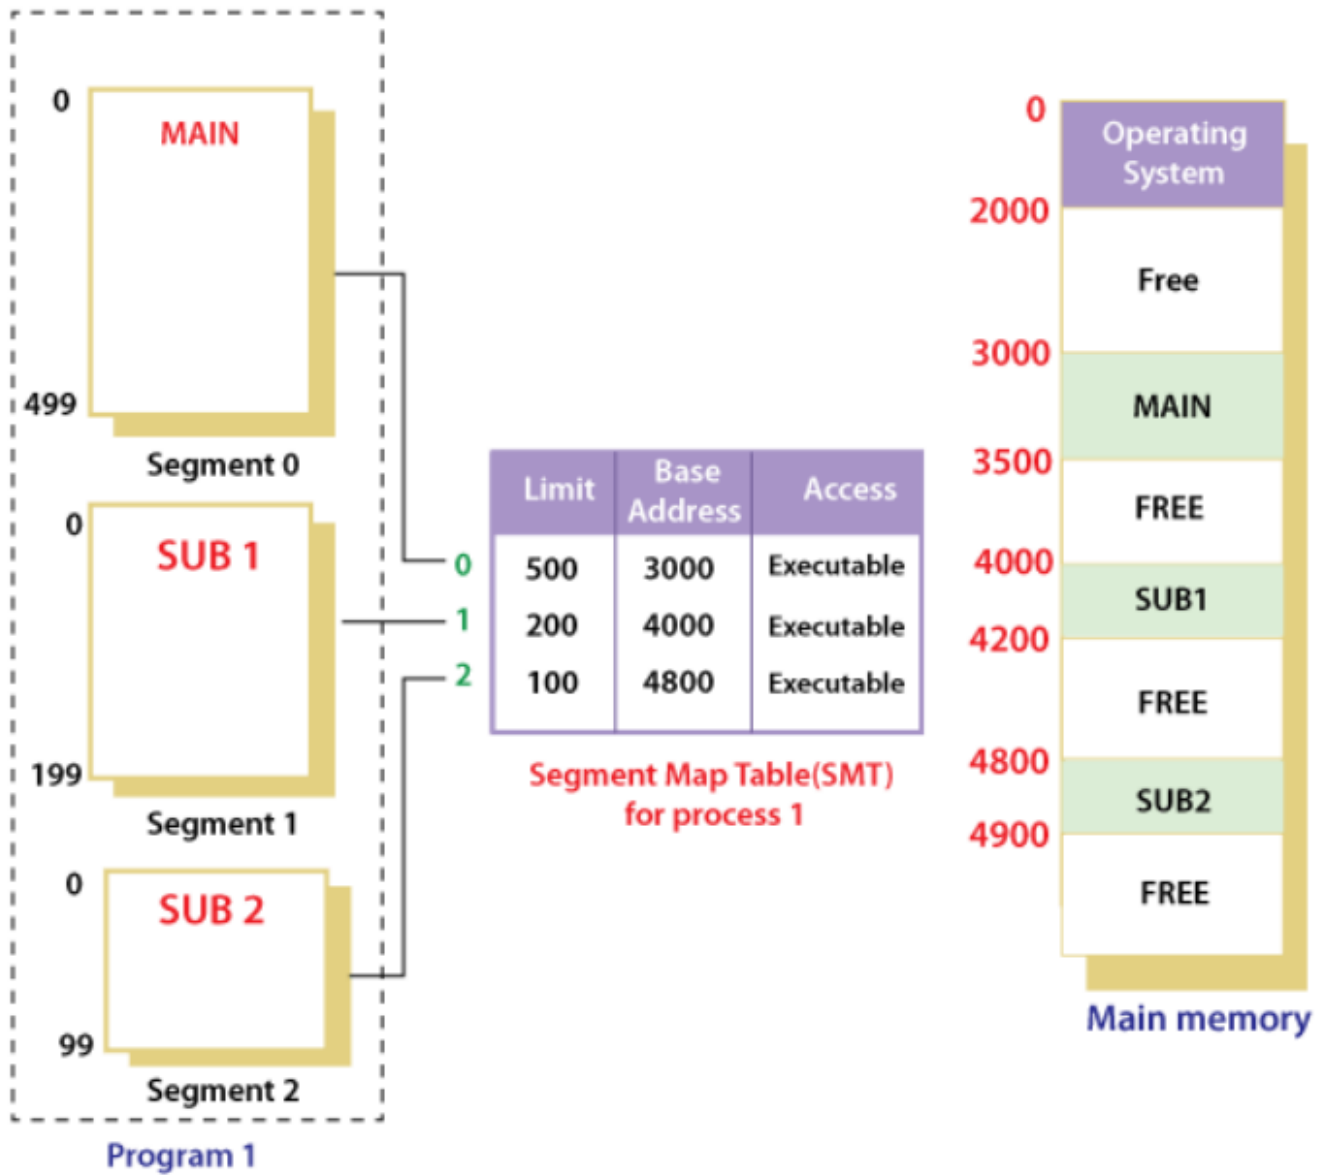 0
MAIN
499
Segment 0
0
SUB 1
199
Segment 1
0
SUB 2
99
Segment 2
Program 1
Limit Base Address Access
0 500 3000 Executable
1 200 4000 Executable
2 100 4800 Executable
Segment Map Table(SMT)
for process 1
0
Operating
System
2000
Free
3000
MAIN
3500
FREE
4000
SUB1
4200
FREE
4800
SUB2
4900
FREE
Main memory